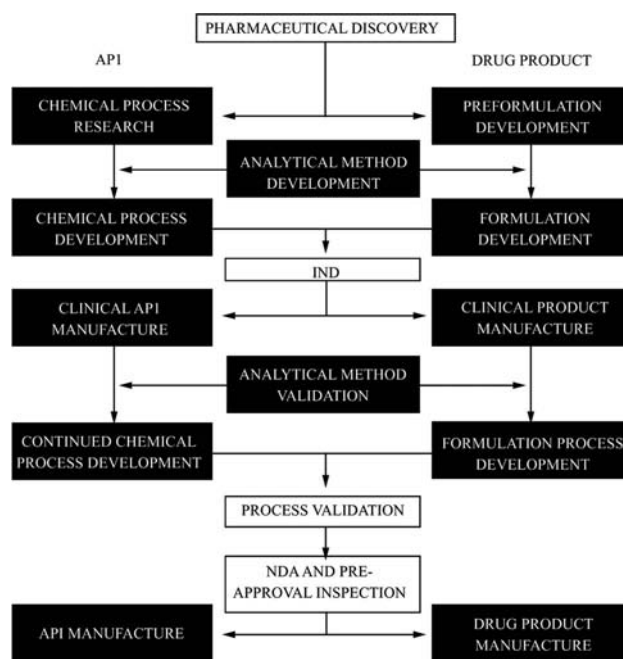 PHARMACEUTICAL DISCOVERY
AP1
DRUG PRODUCT
CHEMICAL PROCESS
RESEARCH
PREFORMULATION
DEVELOPMENT
ANALYTICAL METHOD
DEVELOPMENT
CHEMICAL PROCESS
DEVELOPMENT
FORMULATION
DEVELOPMENT
IND
CLINICAL AP1
MANUFACTURE
CLINICAL PRODUCT
MANUFACTURE
ANALYTICAL METHOD
VALIDATION
CONTINUED CHEMICAL
PROCESS DEVELOPMENT
FORMULATION PROCESS
DEVELOPMENT
PROCESS VALIDATION
NDA AND PRE-
APPROVAL INSPECTION
API MANUFACTURE
DRUG PRODUCT
MANUFACTURE